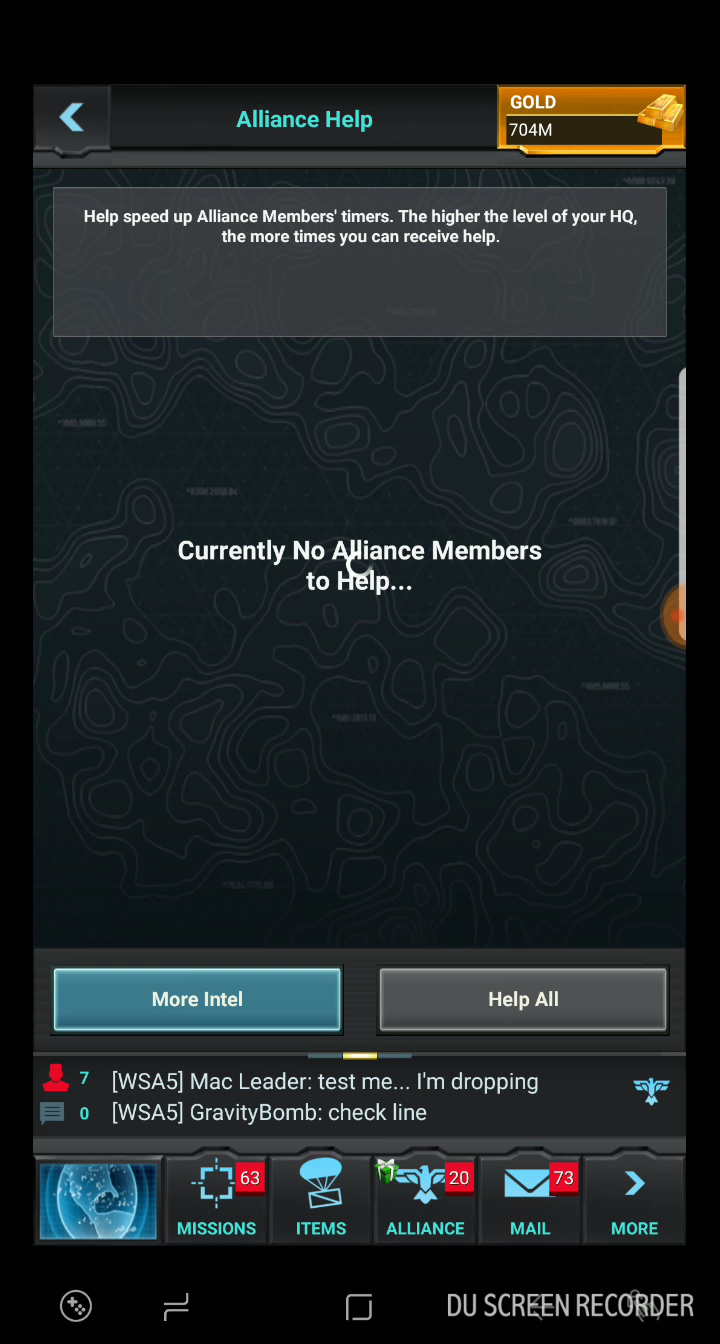 Alliance Help
GOLD
704M
Help speed up Alliance Members' timers. The higher the level of your HQ,
the more times you can receive help.
Currently No Alliance Members
to Help...
More Intel
Help All
7 [WSA5] Mac Leader: test me... I'm dropping
0 [WSA5] GravityBomb: check line
63
20
73
MISSIONS
ITEMS
ALLIANCE
MAIL
MORE
DU SCREEN RECORDER